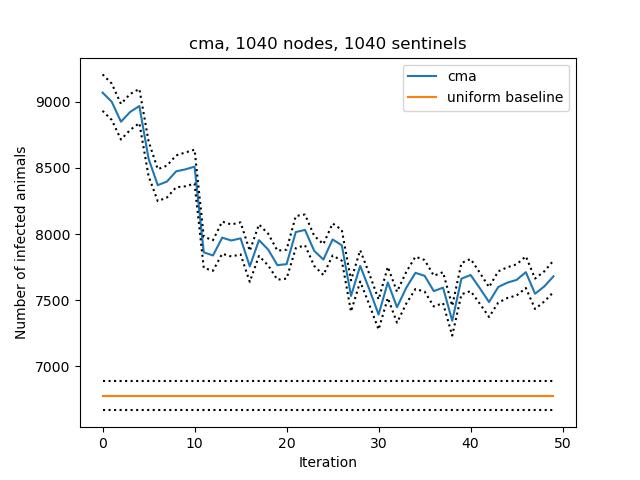 cma, 1040 nodes, 1040 sentinels
cma
uniform baseline
9000
8500
8000
7500
7000
Number of infected animals
0 10 20 30 40 50
Iteration